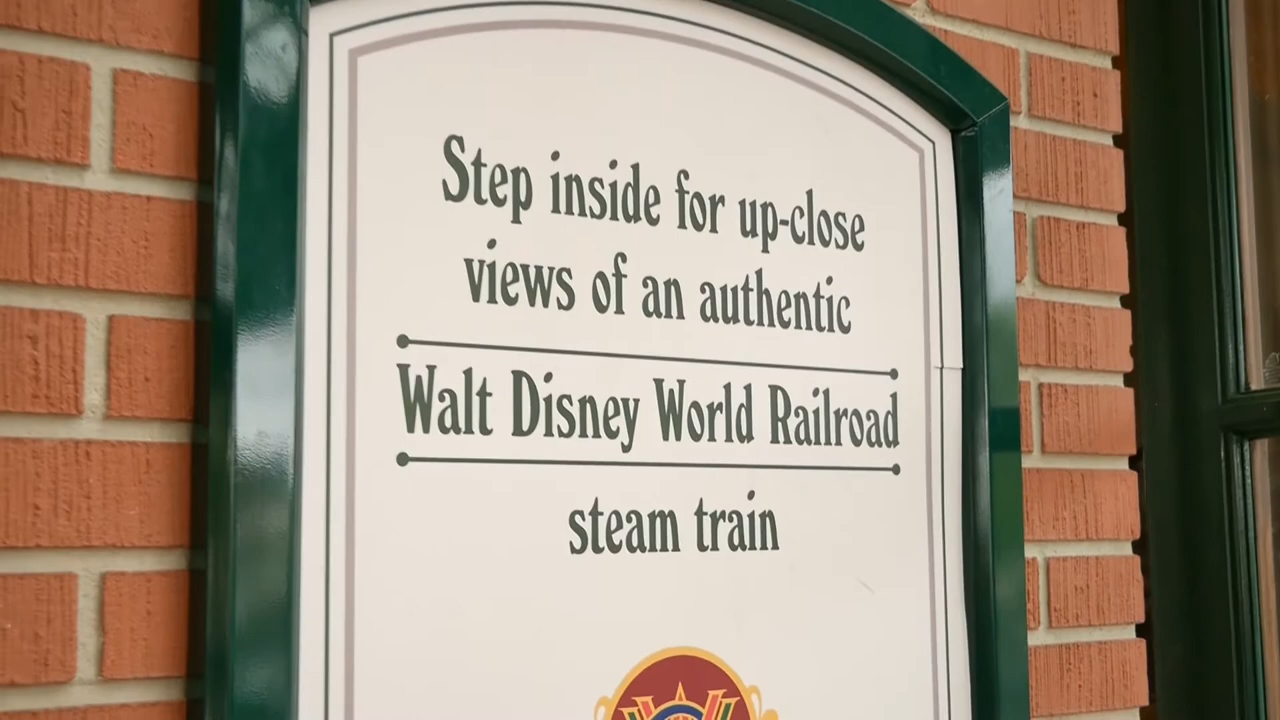 Step inside for up-close
views of an authentic
Walt Disney World Railroad
steam train